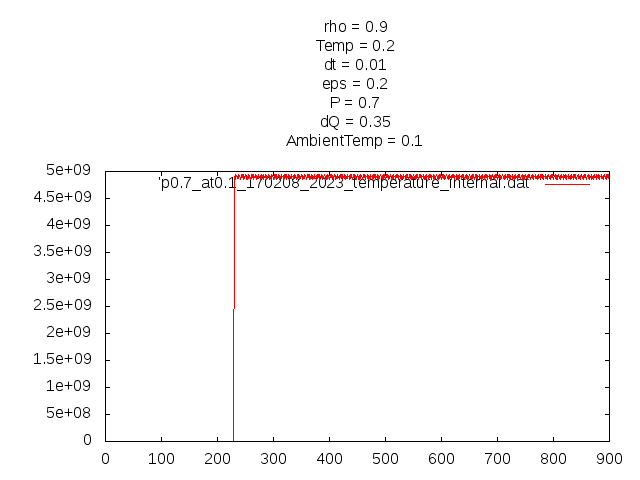 rho = 0.9
Temp = 0.2
dt = 0.01
eps = 0.2
P = 0.7
dQ = 0.35
AmbientTemp = 0.1
5e+09
'p0.7_at0.1_170208_2023_temperature_internal.dat
4.5e+09
4e+09
3.5e+09
3e+09
2.5e+09
2e+09
1.5e+09
1e+09
5e+08
0
0 100 200 300 400 500 600 700 800 900